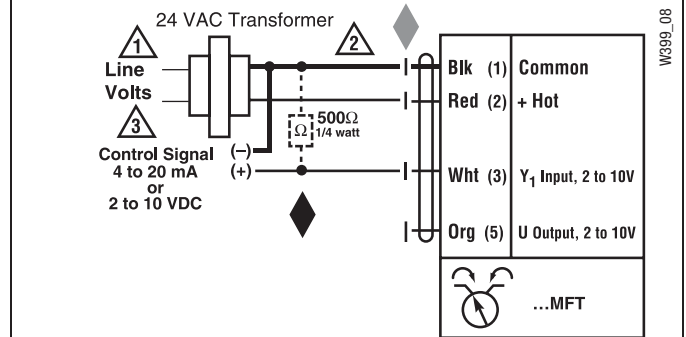 24 VAC Transformer
1
2
Line
Volts
3
500Ω
1/4 watt
Ω
Control Signal
4 to 20 mA
or
2 to 10 VDC
(–)
(+)
Blk (1) Common
Red (2) + Hot
Wht (3) Y1 Input, 2 to 10V
Org (5) U Output, 2 to 10V
...MFT
W399_08